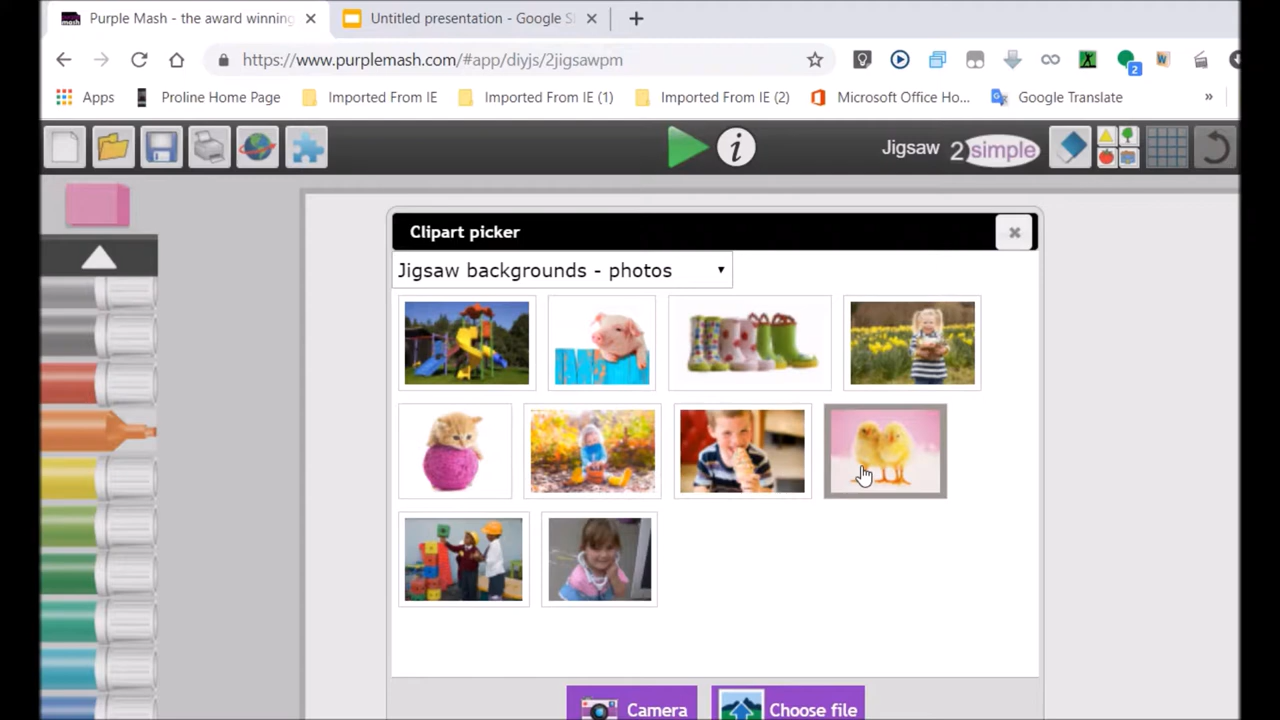 Purple Mash - the award winning
Untitled presentation - Google Sl
https://www.purplemash.com/#app/diyjs/2jigsawpm
2
Apps
Proline Home Page
Imported From IE
Imported From IE (1)
Imported From IE (2)
Microsoft Office Ho...
Google Translate
»
Jigsaw 2simple
Clipart picker
Jigsaw backgrounds - photos
Camera
Choose file